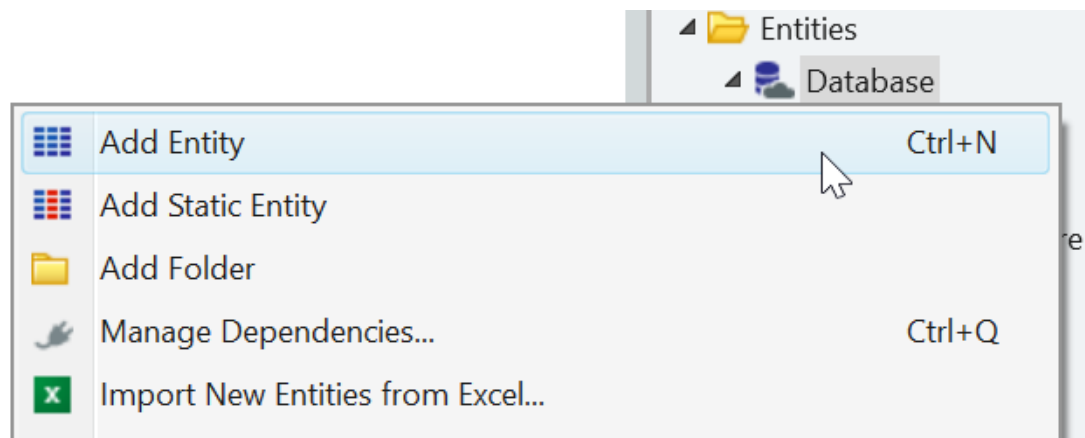 Entities
Database
Add Entity Ctrl+N
Add Static Entity
Add Folder
Manage Dependencies... Ctrl+Q
Import New Entities from Excel...